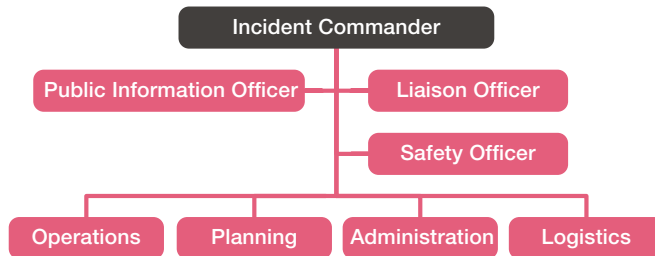 Incident Commander
Public Information Officer
Liaison Officer
Safety Officer
Operations
Planning
Administration
Logistics